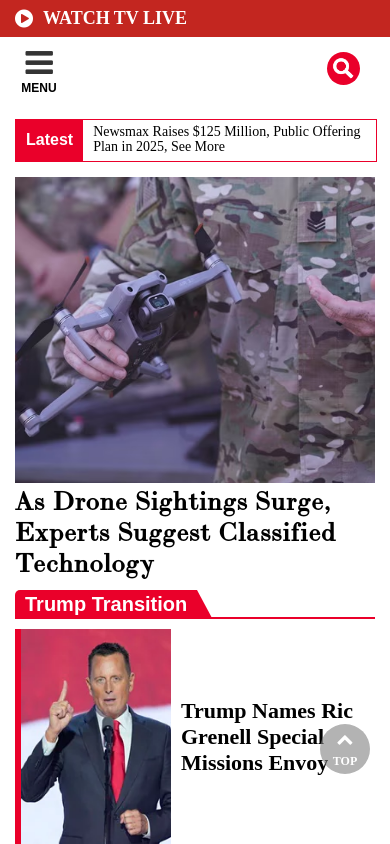 WATCH TV LIVE
MENU
Latest
Newsmax Raises $125 Million, Public Offering
Plan in 2025, See More
As Drone Sightings Surge,
Experts Suggest Classified
Technology
Trump Transition
Trump Names Ric
Grenell Special
Missions Envoy
TOP